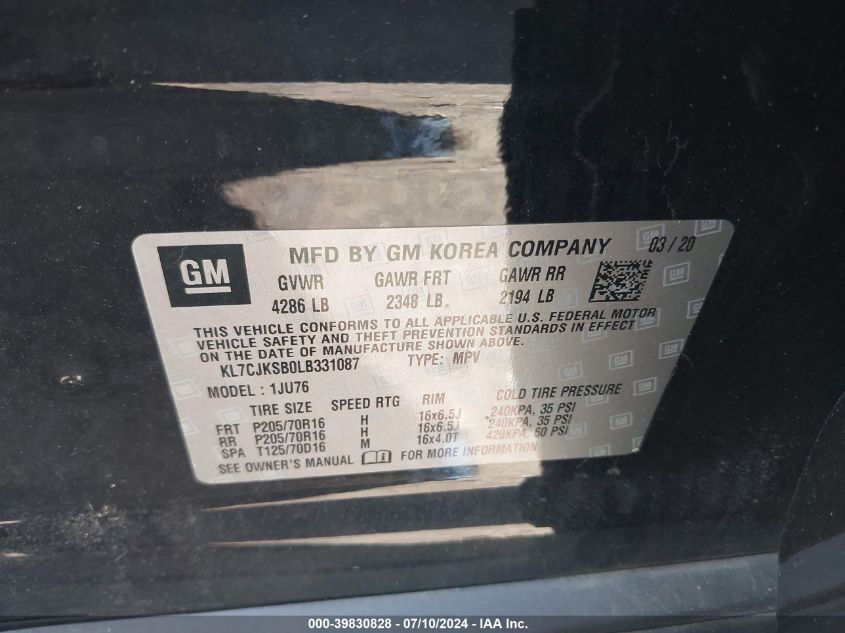 GM
MFD BY GM KOREA COMPANY 03/20
GVWR GAWR FRT GAWR RR
4286 LB 2348 LB 2194 LB
THIS VEHICLE CONFORMS TO ALL APPLICABLE U.S. FEDERAL MOTOR
VEHICLE SAFETY AND THEFT PREVENTION STANDARDS IN EFFECT
ON THE DATE OF MANUFACTURE SHOWN ABOVE.
KL7CJKSB0LB331087 TYPE: MPV
MODEL : 1JU76
TIRE SIZE SPEED RTG RIM COLD TIRE PRESSURE
FRT P205/70R16 H 16x6.5J 240KPA, 35 PSI
RR P205/70R16 H 16x6.5J 240KPA, 35 PSI
SPA T125/70D16 M 16x4.0T 420KPA, 60 PSI
SEE OWNER'S MANUAL FOR MORE INFORMATION.
000-39830828 - 07/10/2024 - IAA Inc.